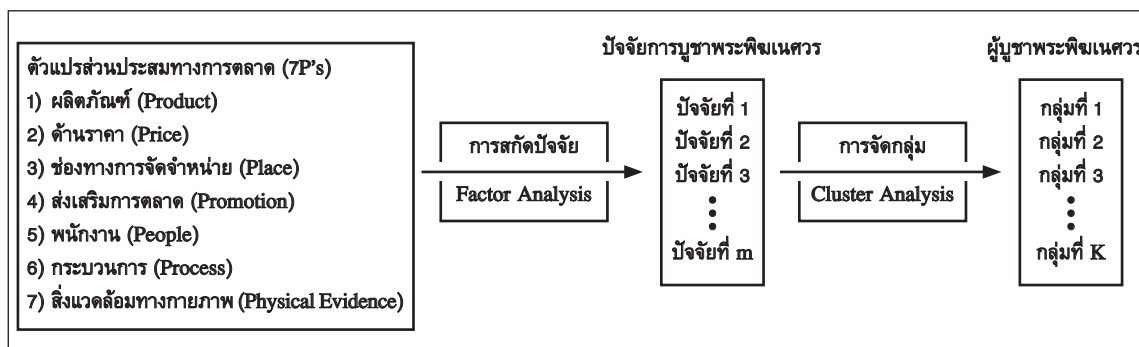 ตัวแปรส่วนประสมทางการตลาด (7P's)
1) ผลิตภัณฑ์ (Product)
2) ด้านราคา (Price)
3) ช่องทางการจัดจำหน่าย (Place)
4) ส่งเสริมการตลาด (Promotion)
5) พนักงาน (People)
6) กระบวนการ (Process)
7) สิ่งแวดล้อมทางกายภาพ (Physical Evidence)
การสกัดปัจจัย
Factor Analysis
ปัจจัยการบูชาพระพิฆเนศวร
ปัจจัยที่ 1
ปัจจัยที่ 2
ปัจจัยที่ 3
ปัจจัยที่ m
การจัดกลุ่ม
Cluster Analysis
ผู้บูชาพระพิฆเนศวร
กลุ่มที่ 1
กลุ่มที่ 2
กลุ่มที่ 3
กลุ่มที่ K